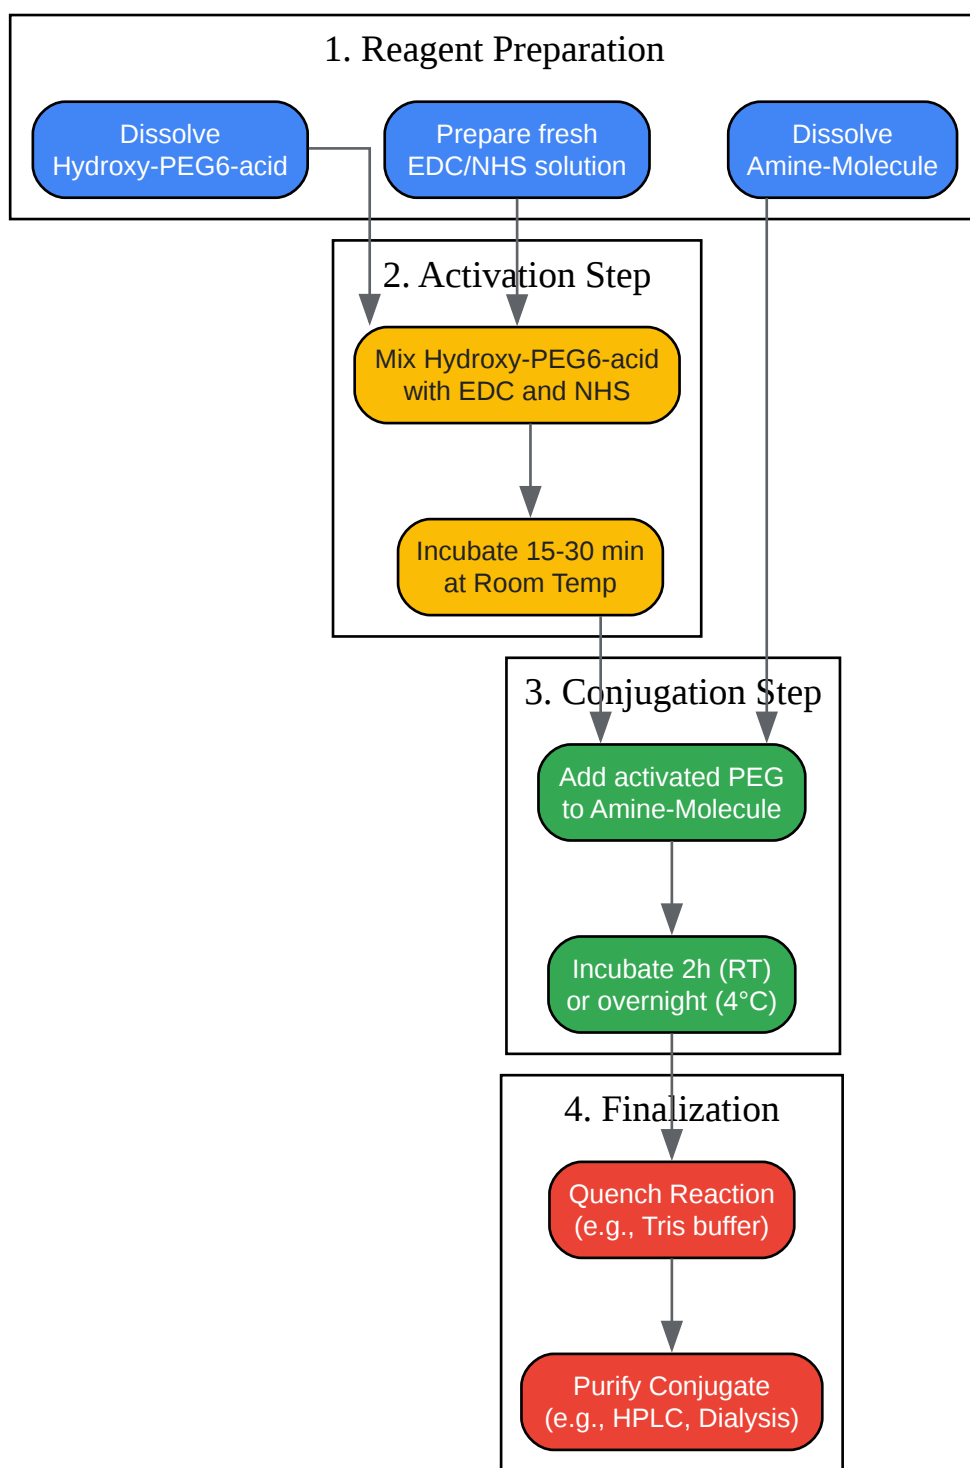 1. Reagent Preparation
Dissolve
Hydroxy-PEG6-acid
Prepare fresh
EDC/NHS solution
Dissolve
Amine-Molecule
2. Activation Step
Mix Hydroxy-PEG6-acid
with EDC and NHS
Incubate 15-30 min
at Room Temp
3. Conjugation Step
Add activated PEG
to Amine-Molecule
Incubate 2h (RT)
or overnight (4°C)
4. Finalization
Quench Reaction
(e.g., Tris buffer)
Purify Conjugate
(e.g., HPLC, Dialysis)